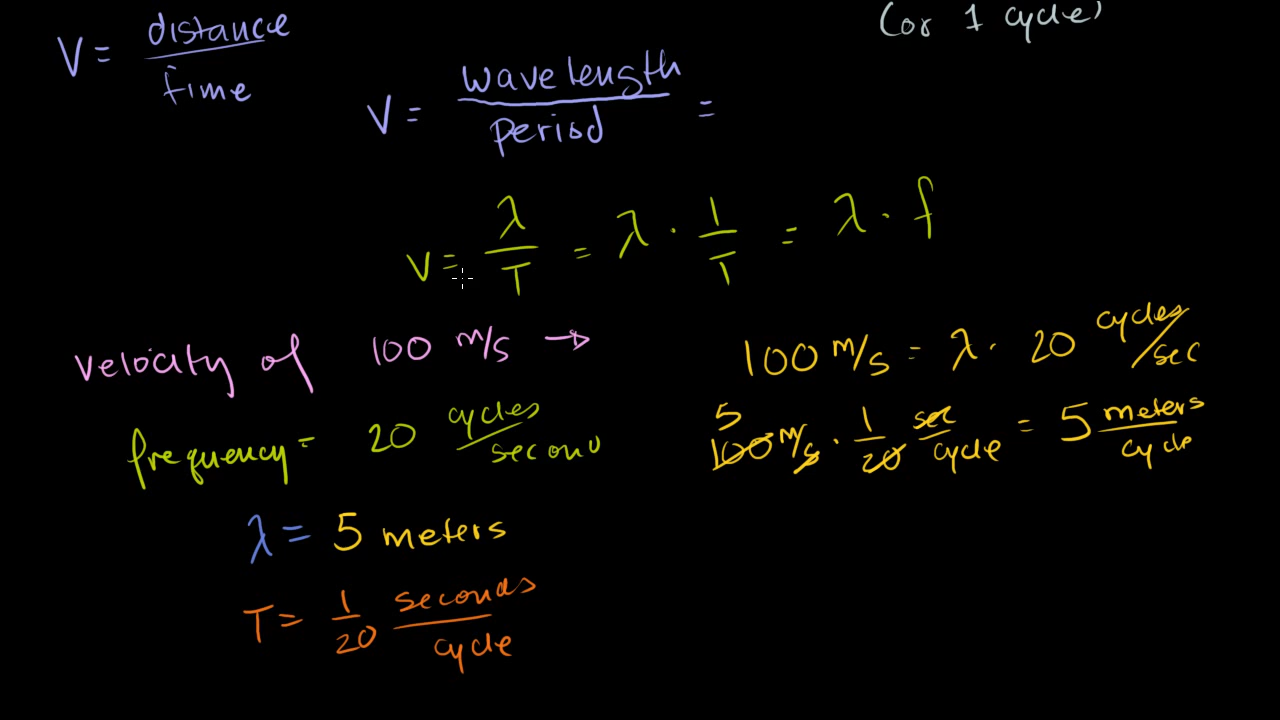 (or 1 cycle)
V = distance / time
V = wavelength / period =
v = λ / T = λ · 1 / T = λ · f
velocity of 100 m/s →
100 m/s = λ · 20 cycles/sec
frequency = 20 cycles / second
5
100 m/s · 1 / 20 sec / cycle = 5 meters / cycle
λ = 5 meters
T = 1 / 20 seconds / cycle